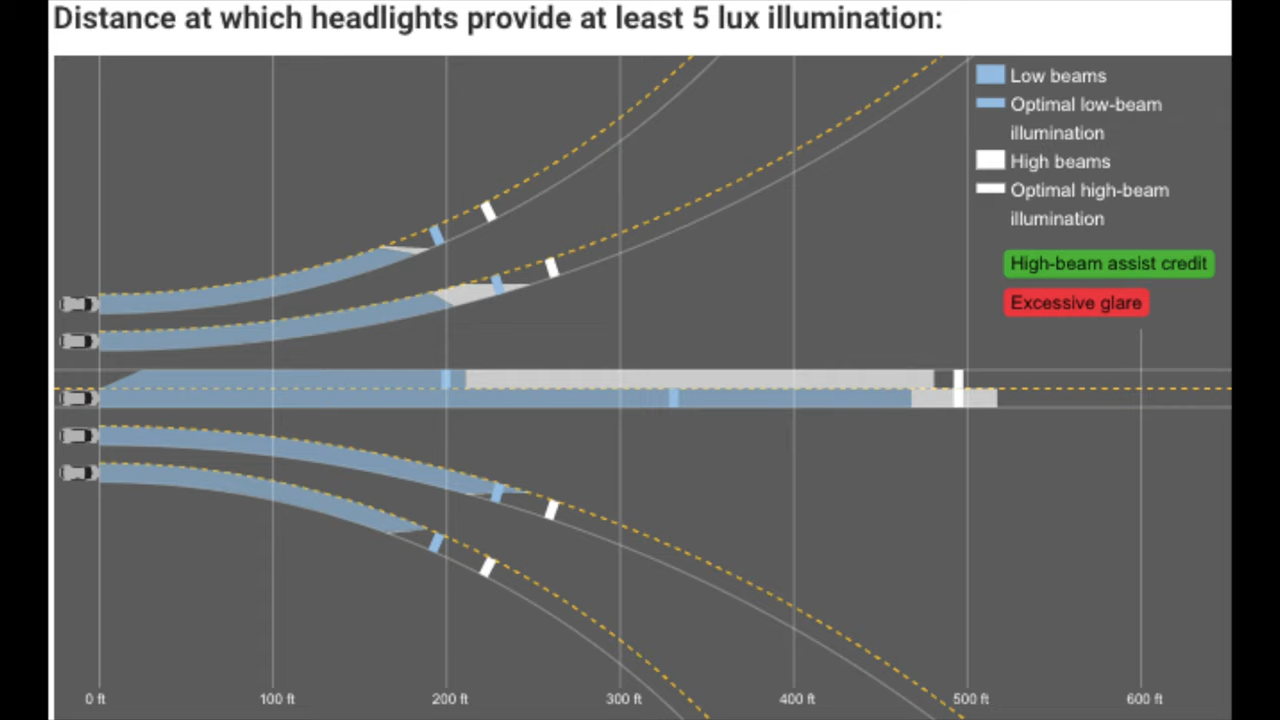 Distance at which headlights provide at least 5 lux illumination:
Low beams
Optimal low-beam
illumination
High beams
Optimal high-beam
illumination
High-beam assist credit
Excessive glare
0 ft 100 ft 200 ft 300 ft 400 ft 500 ft 600 ft